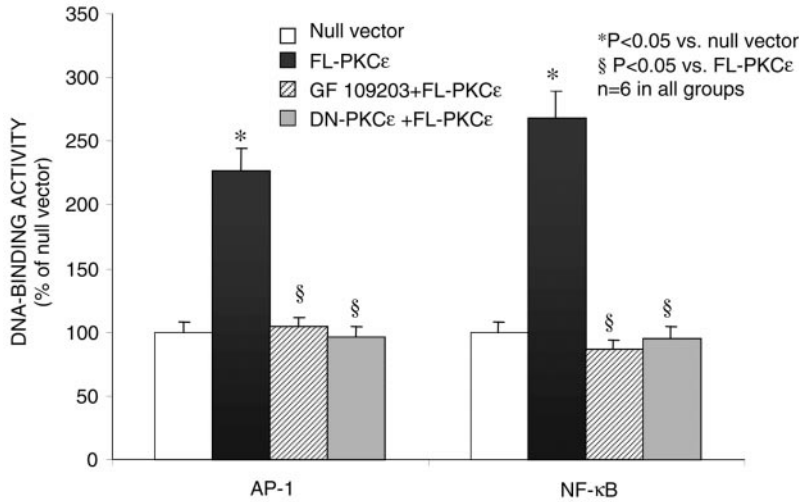 350
300
250
200
150
100
50
0
DNA-BINDING ACTIVITY
(% of null vector)
Null vector
FL-PKCε
GF 109203+FL-PKCε
DN-PKCε +FL-PKCε
*P<0.05 vs. null vector
§ P<0.05 vs. FL-PKCε
n=6 in all groups
*
§
§
*
§
§
AP-1
NF-κB